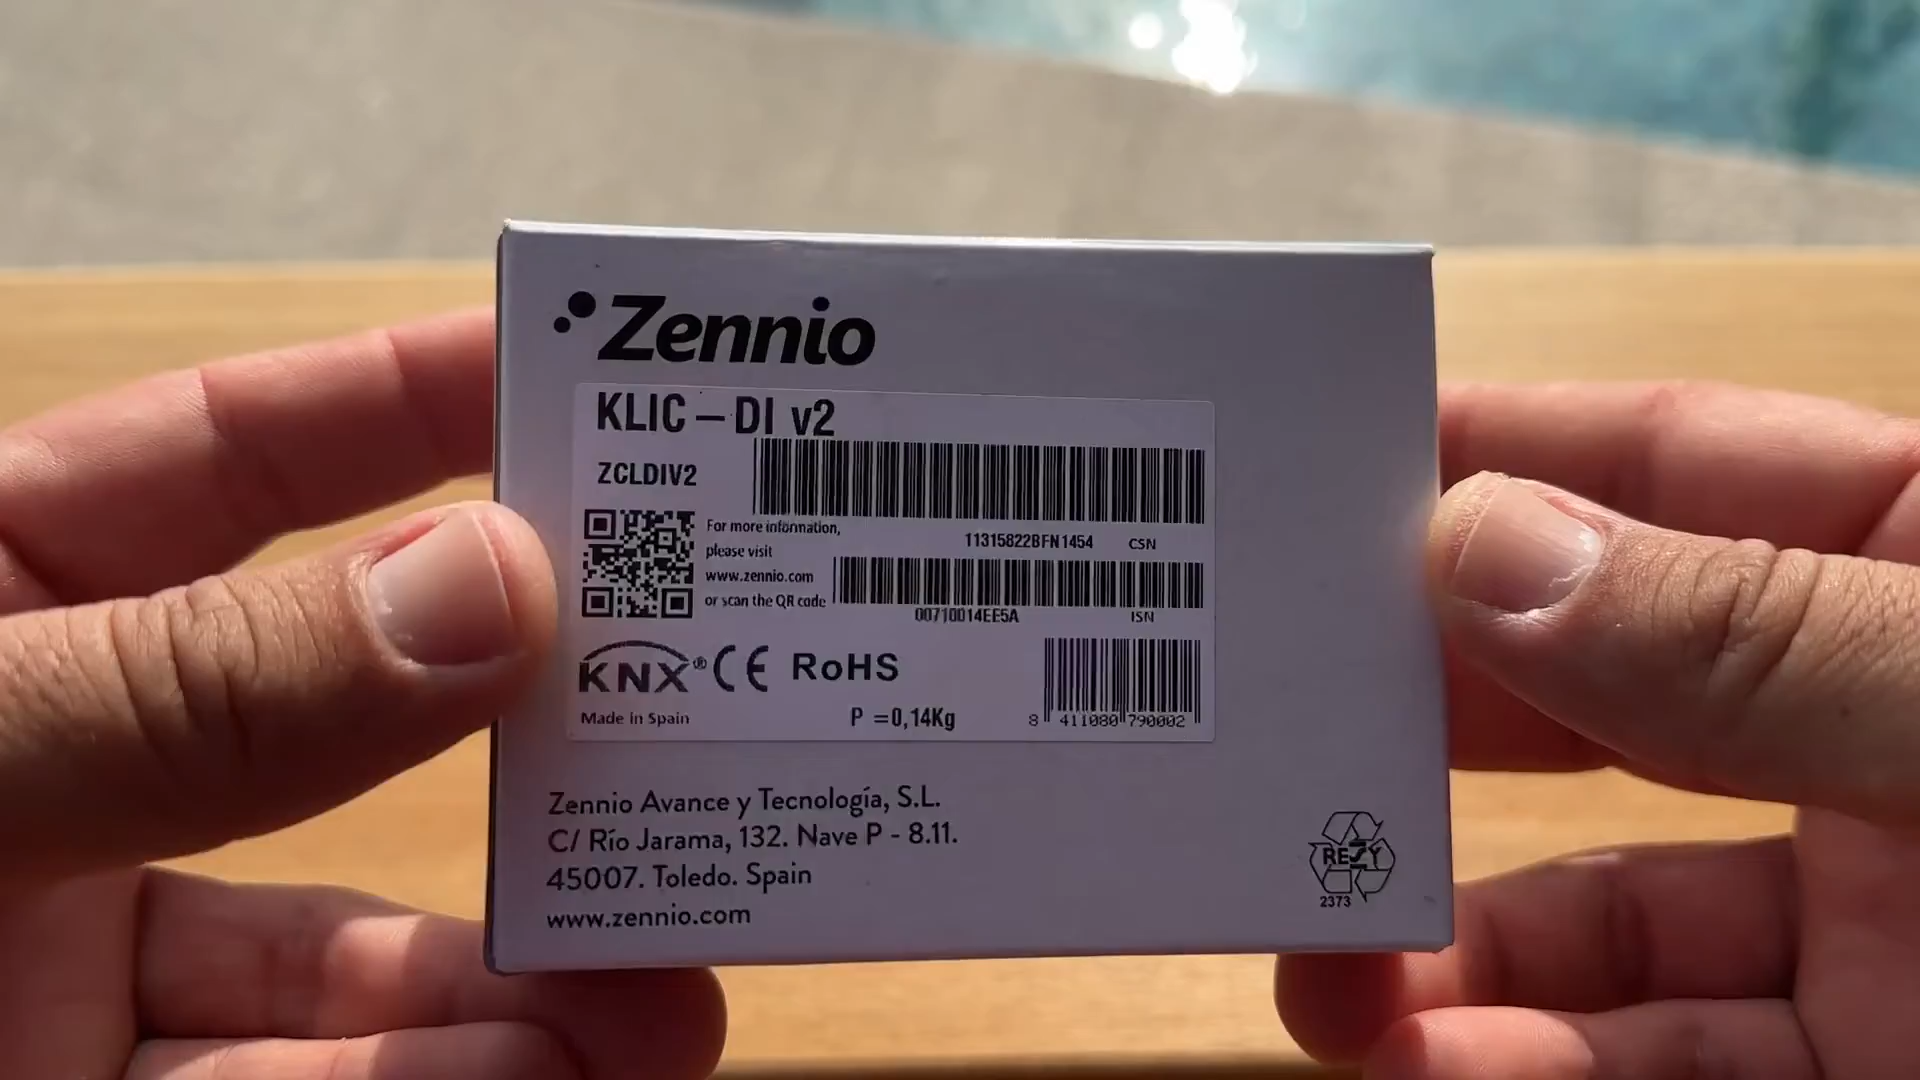 Zennio
KLIC-DI v2
ZCLDIV2
For more information,
please visit
www.zennio.com
or scan the QR code
11315822BFN1454 CSN
00710014EE5A ISN
KNX® CE RoHS
Made in Spain
P =0,14Kg
8 411080 790002
Zennio Avance y Tecnología, S.L.
C/ Río Jarama, 132. Nave P - 8.11.
45007. Toledo. Spain
www.zennio.com
RESY
2373